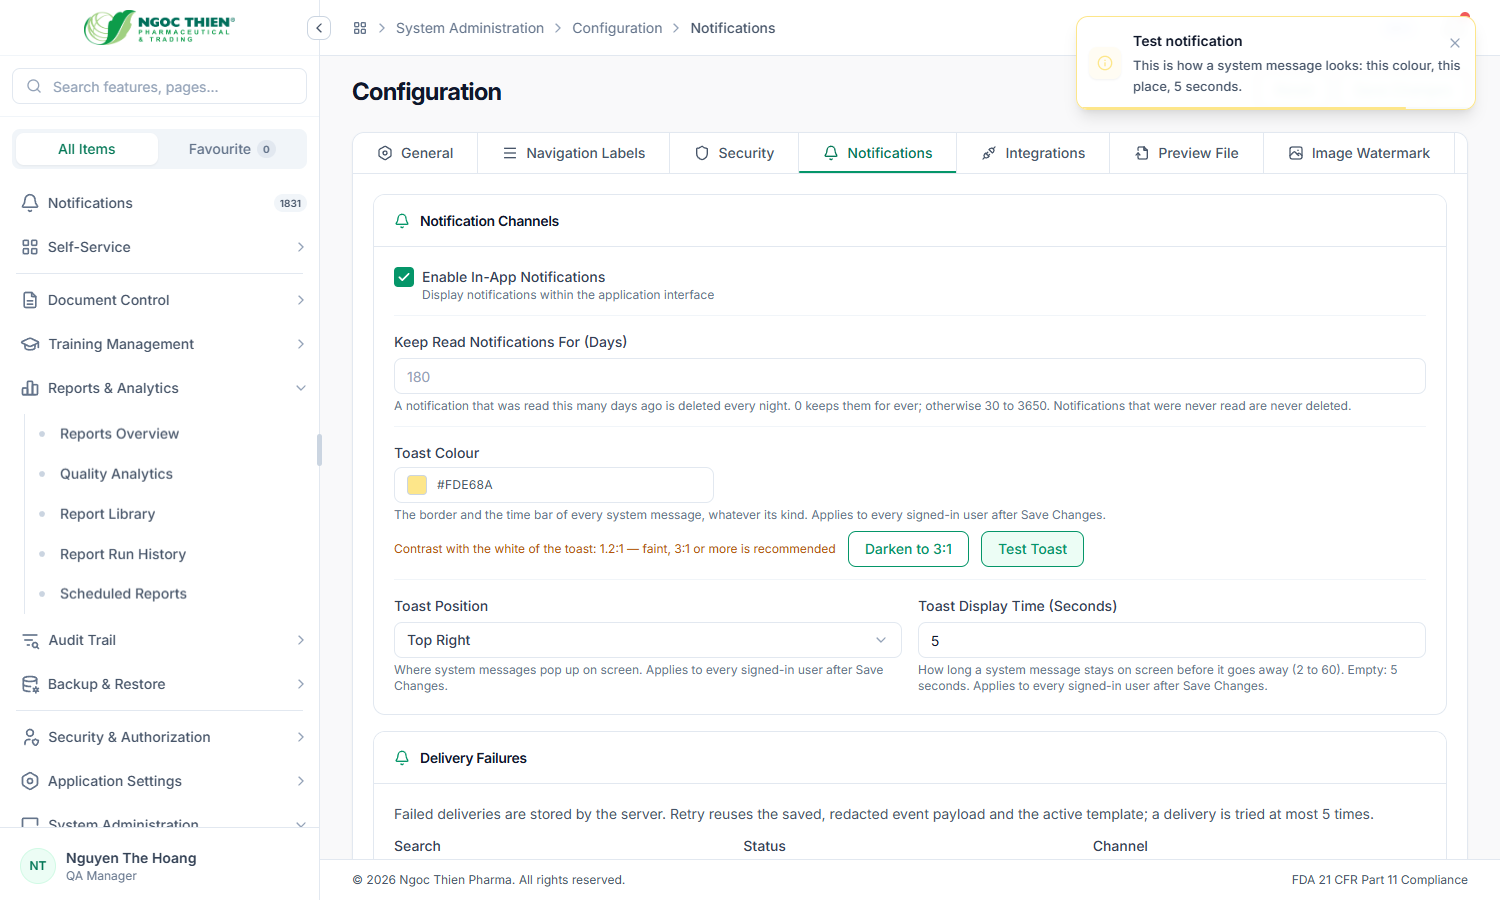 NGOC THIEN®
PHARMACEUTICAL
& TRADING
Search features, pages...
All Items
Favourite 0
Notifications 1831
Self-Service
Document Control
Training Management
Reports & Analytics
Reports Overview
Quality Analytics
Report Library
Report Run History
Scheduled Reports
Audit Trail
Backup & Restore
Security & Authorization
Application Settings
System Administration
NT
Nguyen The Hoang
QA Manager
System Administration > Configuration > Notifications
Test notification
This is how a system message looks: this colour, this
place, 5 seconds.
Configuration
General
Navigation Labels
Security
Notifications
Integrations
Preview File
Image Watermark
Notification Channels
Enable In-App Notifications
Display notifications within the application interface
Keep Read Notifications For (Days)
180
A notification that was read this many days ago is deleted every night. 0 keeps them for ever; otherwise 30 to 3650. Notifications that were never read are never deleted.
Toast Colour
#FDE68A
The border and the time bar of every system message, whatever its kind. Applies to every signed-in user after Save Changes.
Contrast with the white of the toast: 1.2:1 — faint, 3:1 or more is recommended
Darken to 3:1
Test Toast
Toast Position
Top Right
Where system messages pop up on screen. Applies to every signed-in user after Save
Changes.
Toast Display Time (Seconds)
5
How long a system message stays on screen before it goes away (2 to 60). Empty: 5
seconds. Applies to every signed-in user after Save Changes.
Delivery Failures
Failed deliveries are stored by the server. Retry reuses the saved, redacted event payload and the active template; a delivery is tried at most 5 times.
Search
Status
Channel
© 2026 Ngoc Thien Pharma. All rights reserved.
FDA 21 CFR Part 11 Compliance